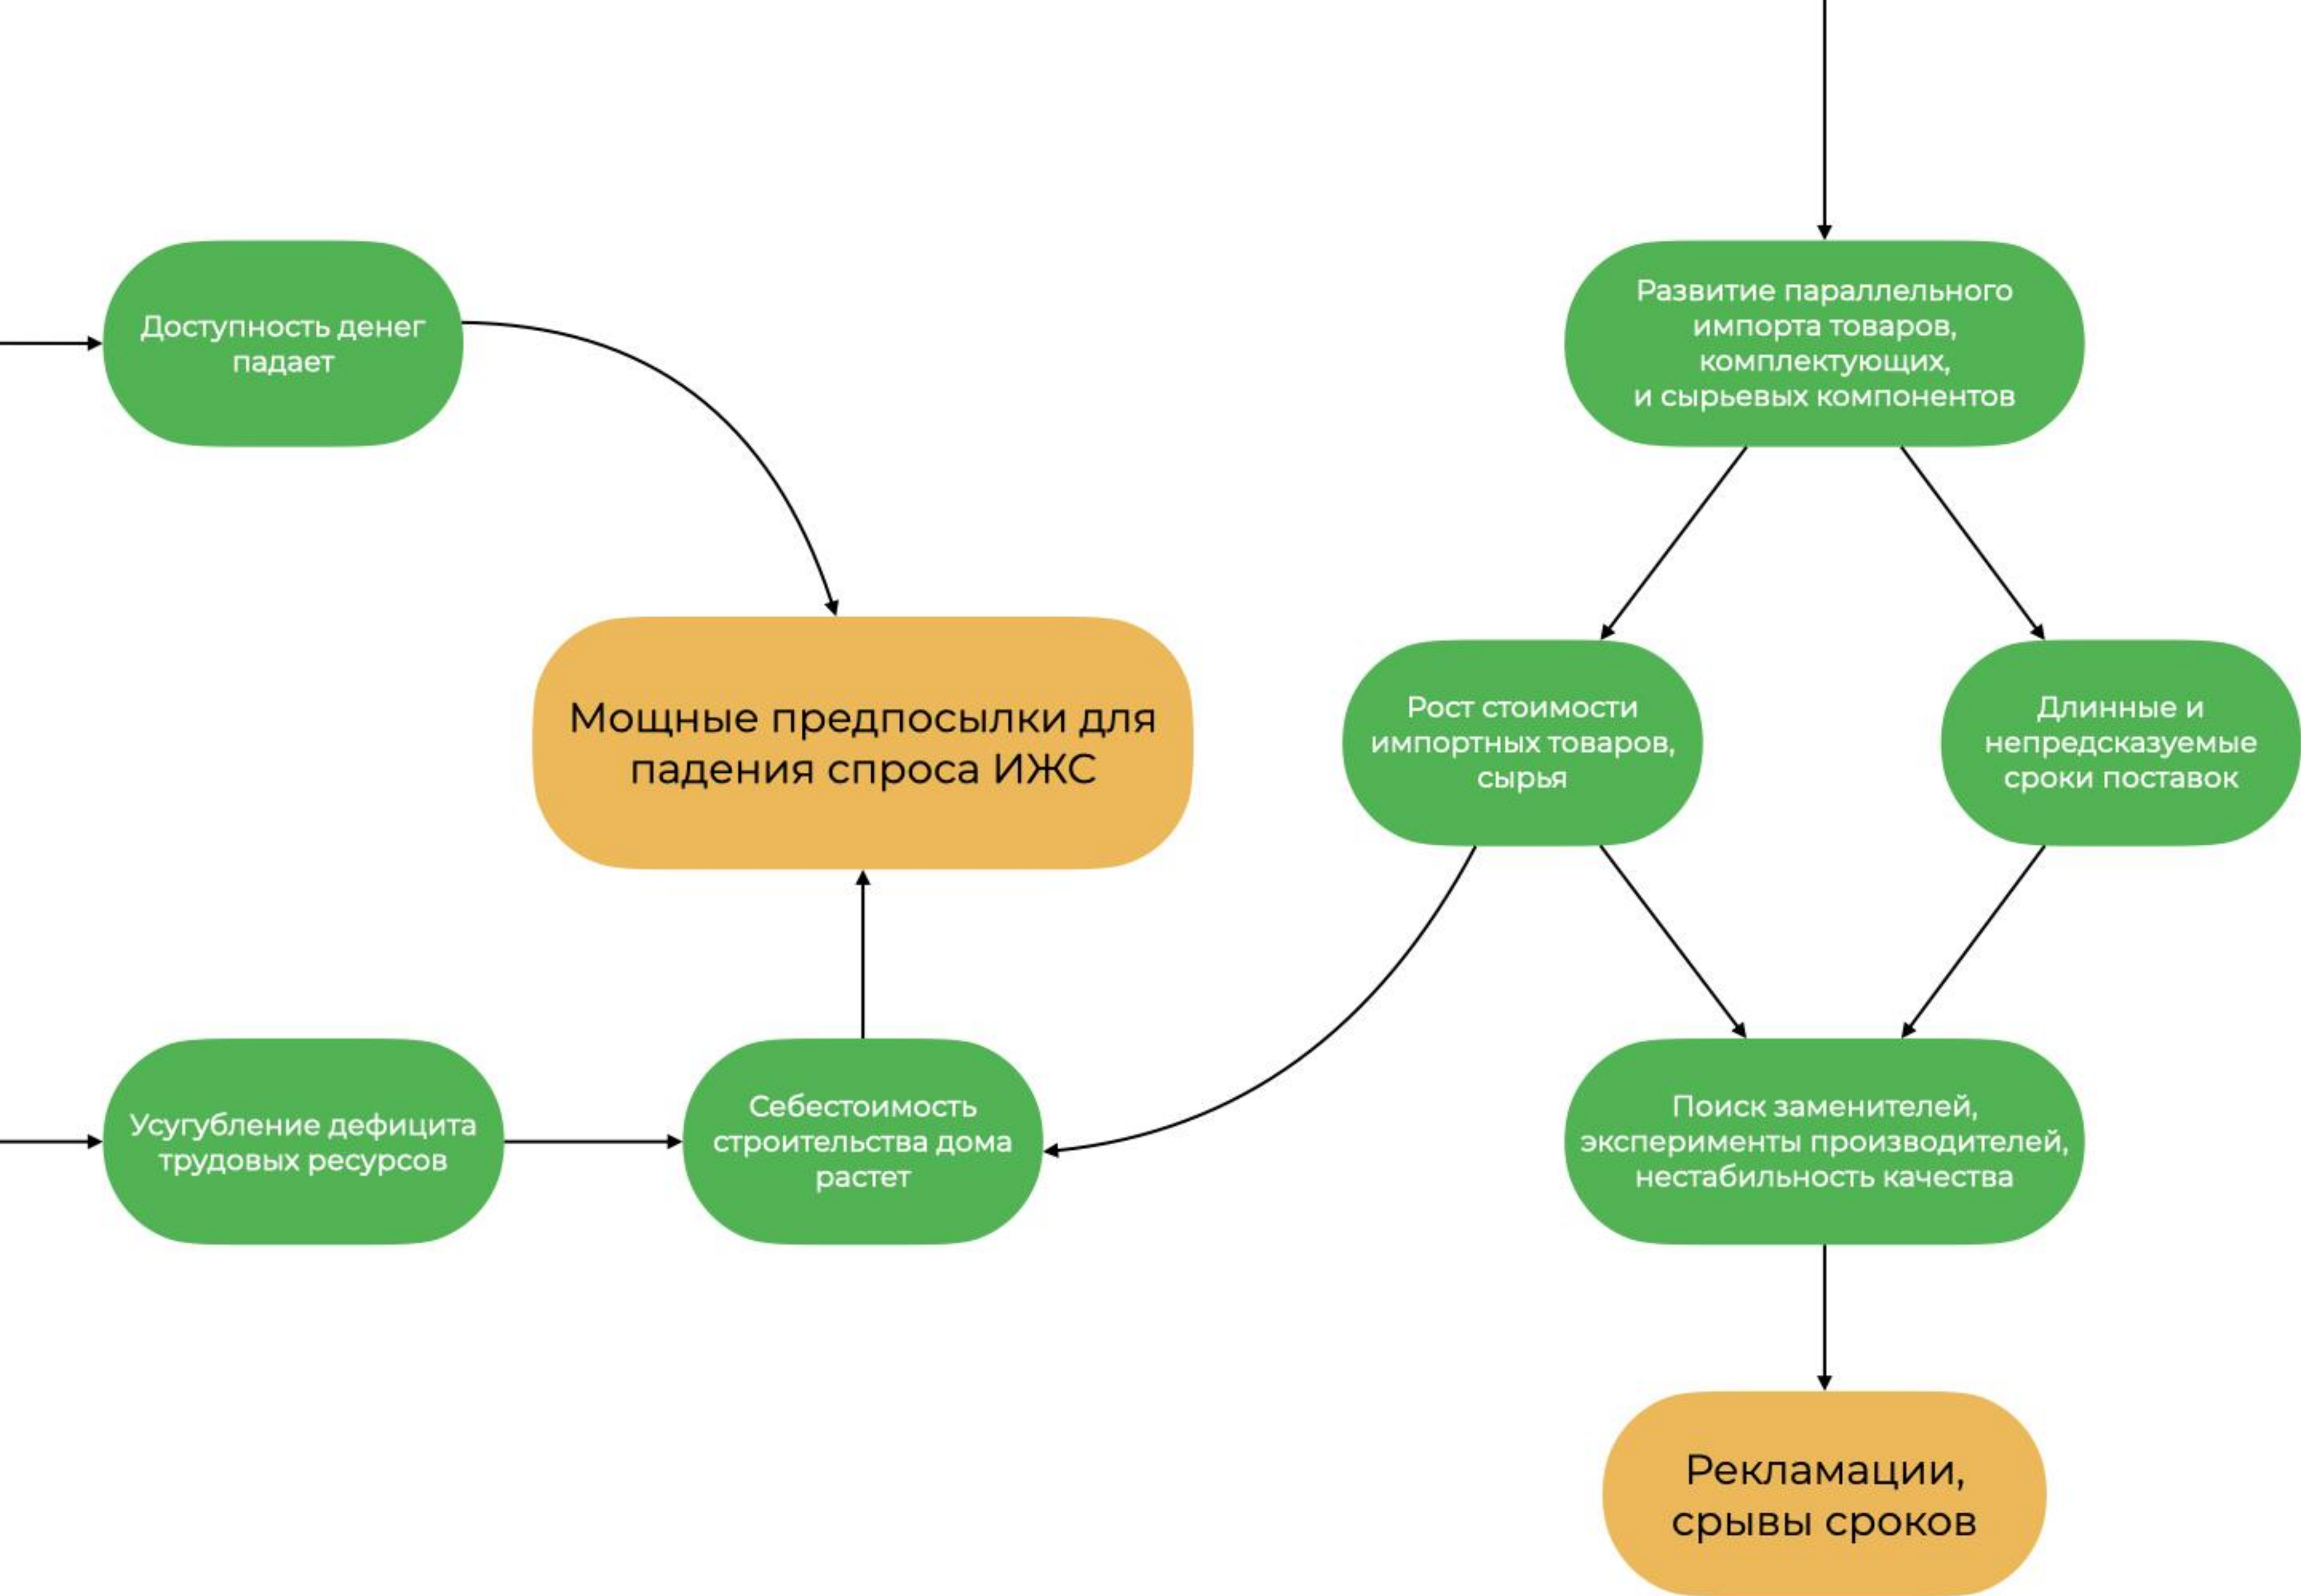 Доступность денег
падает
Развитие параллельного
импорта товаров,
комплектующих,
и сырьевых компонентов
Мощные предпосылки для
падения спроса ИЖС
Рост стоимости
импортных товаров,
сырья
Длинные и
непредсказуемые
сроки поставок
Усугубление дефицита
трудовых ресурсов
Себестоимость
строительства дома
растет
Поиск заменителей,
эксперименты производителей,
нестабильность качества
Рекламации,
срывы сроков